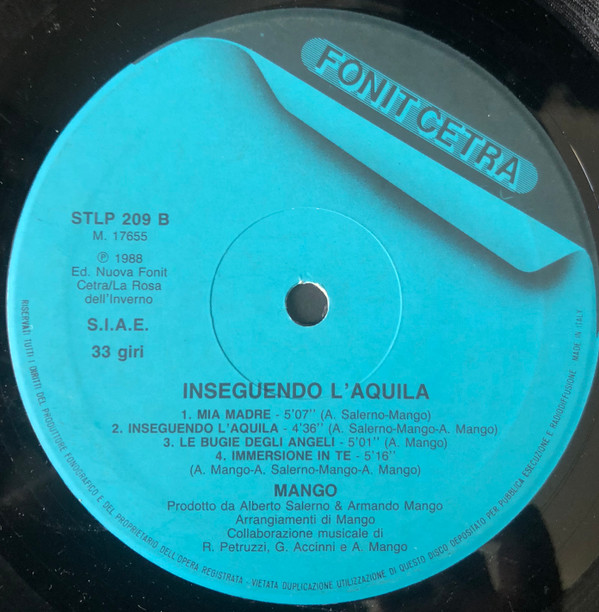 FONIT CETRA
STLP 209 B
M. 17655
℗ 1988
Ed. Nuova Fonit
Cetra/La Rosa
dell'Inverno
S.I.A.E.
33 giri
INSEGUENDO L'AQUILA
1. MIA MADRE - 5'07'' (A. Salerno-Mango)
2. INSEGUENDO L'AQUILA - 4'36'' (A. Salerno-Mango-A. Mango)
3. LE BUGIE DEGLI ANGELI - 5'01'' (A. Salerno-Mango)
4. IMMERSIONE IN TE - 5'16''
(A. Mango-A. Salerno-Mango-A. Mango)
MANGO
Prodotto da Alberto Salerno & Armando Mango
Arrangiamenti di Mango
Collaborazione musicale di
R. Petruzzi, G. Accinni e A. Mango
RISERVATI TUTTI I DIRITTI DEL PRODUTTORE FONOGRAFICO E DEL PROPRIETARIO DELL'OPERA REGISTRATA - VIETATA DUPLICAZIONE UTILIZZAZIONE DI QUESTO DISCO DEPOSITATO PER PUBBLICA ESECUZIONE E RADIODIFFUSIONE - MADE IN ITALY